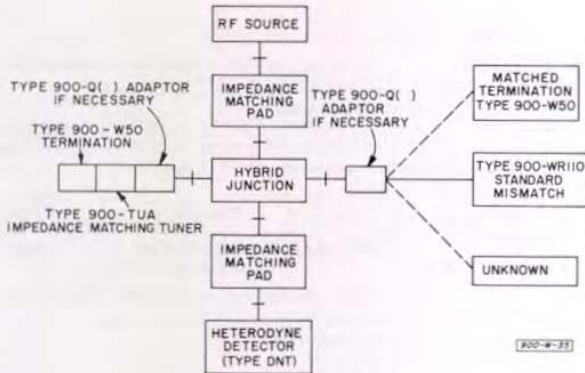 RF SOURCE
IMPEDANCE
MATCHING
PAD
TYPE 900-Q( ) ADAPTOR
IF NECESSARY
TYPE 900-W50
TERMINATION
TYPE 900-TUA
IMPEDANCE MATCHING TUNER
HYBRID
JUNCTION
TYPE 900-Q( )
ADAPTOR
IF NECESSARY
MATCHED
TERMINATION
TYPE 900-W50
TYPE 900-WR110
STANDARD
MISMATCH
UNKNOWN
IMPEDANCE
MATCHING
PAD
HETERODYNE
DETECTOR
(TYPE DNT)
900-W-35